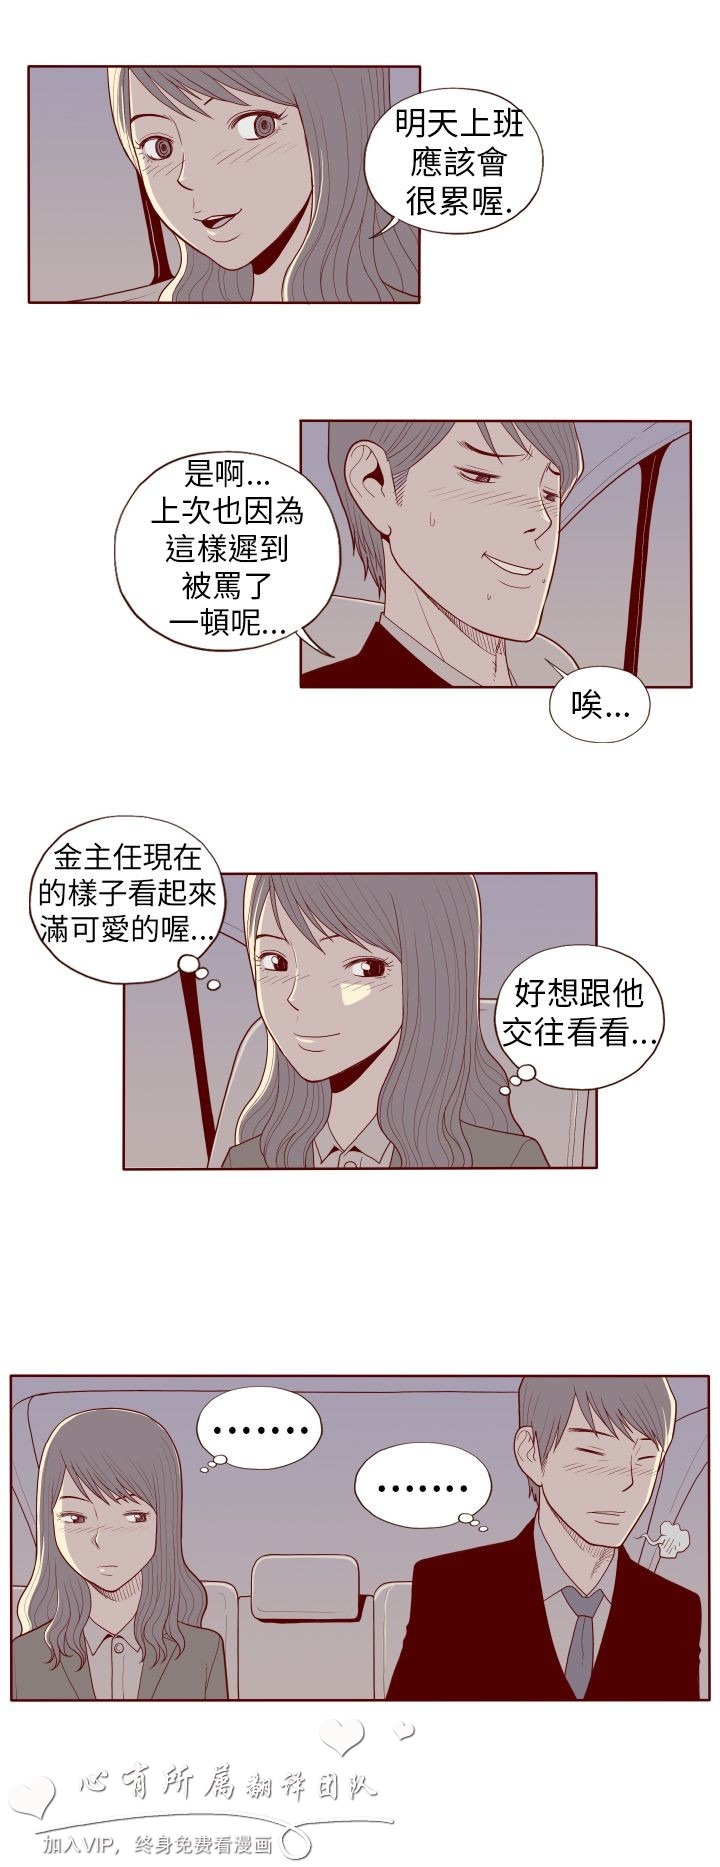 明天上班
應該會
很累喔.
是啊...
上次也因為
這樣遲到
被罵了
一頓呢...
唉...
金主任現在
的樣子看起來
滿可愛的喔...
好想跟他
交往看看...
.......
.......
心有所属翻译团队
加入VIP，终身免费看漫画